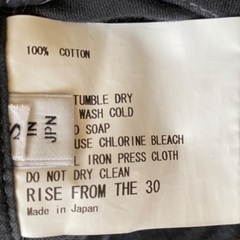 100% COTTON
TUMBLE DRY
WASH COLD
SOAP
USE CHLORINE BLEACH
IRON PRESS CLOTH
DO NOT DRY CLEAN
RISE FROM THE 30
Made in Japan
S
IN
JPN